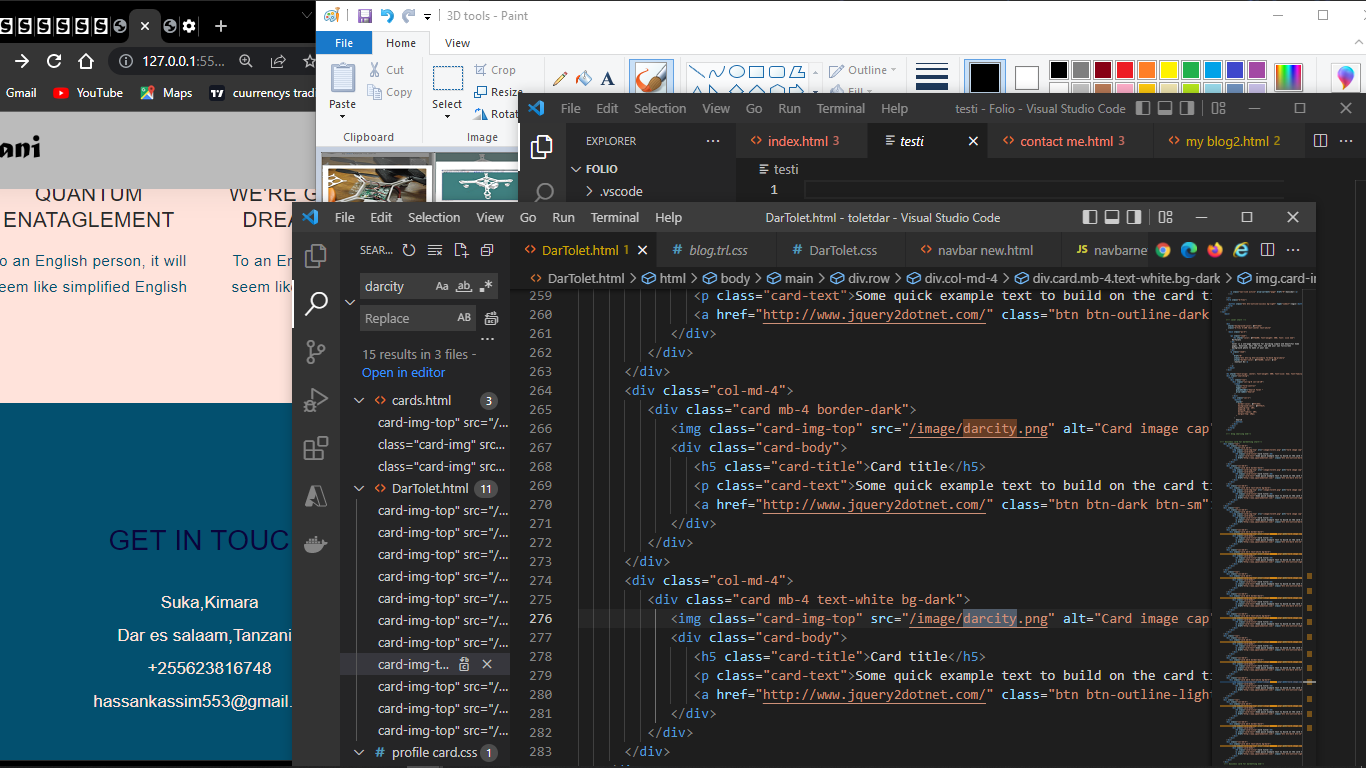 3D tools - Paint
File
Home
View
127.0.0.1:55...
Gmail
YouTube
Maps
cuurrencys trad
Cut
Copy
Paste
Clipboard
Select
Crop
Resize
Rotat
Image
Outline
Fill
ani
QUANTUM
ENATAGLEMENT
WE'RE G
DREA
o an English person, it will
eem like simplified English
To an En
seem like
GET IN TOUC
Suka,Kimara
Dar es salaam,Tanzani
+255623816748
hassankassim553@gmail.
File Edit Selection View Go Run Terminal Help
testi - Folio - Visual Studio Code
EXPLORER
index.html 3
testi
contact me.html 3
my blog2.html 2
FOLIO
testi
.vscode
1
File Edit Selection View Go Run Terminal Help
DarTolet.html - toletdar - Visual Studio Code
SEAR...
DarTolet.html 1
blog.trl.css
DarTolet.css
navbar new.html
JS navbarne
darcity
Replace
15 results in 3 files -
Open in editor
cards.html 3
card-img-top" src="/...
class="card-img" src...
class="card-img" src...
DarTolet.html 11
card-img-top" src="/...
card-img-top" src="/...
card-img-top" src="/...
card-img-top" src="/...
card-img-top" src="/...
card-img-top" src="/...
card-img-top" src="/...
card-img-t...
card-img-top" src="/...
card-img-top" src="/...
card-img-top" src="/...
profile card.css 1
DarTolet.html > html > body > main > div.row > div.col-md-4 > div.card.mb-4.text-white.bg-dark > img.card-i
259 <p class="card-text">Some quick example text to build on the card ti
260 <a href="http://www.jquery2dotnet.com/" class="btn btn-outline-dark
261 </div>
262 </div>
263 </div>
264 <div class="col-md-4">
265 <div class="card mb-4 border-dark">
266 <img class="card-img-top" src="/image/darcity.png" alt="Card image cap"
267 <div class="card-body">
268 <h5 class="card-title">Card title</h5>
269 <p class="card-text">Some quick example text to build on the card ti
270 <a href="http://www.jquery2dotnet.com/" class="btn btn-dark btn-sm"
271 </div>
272 </div>
273 </div>
274 <div class="col-md-4">
275 <div class="card mb-4 text-white bg-dark">
276 <img class="card-img-top" src="/image/darcity.png" alt="Card image cap"
277 <div class="card-body">
278 <h5 class="card-title">Card title</h5>
279 <p class="card-text">Some quick example text to build on the card ti
280 <a href="http://www.jquery2dotnet.com/" class="btn btn-outline-ligh
281 </div>
282 </div>
283 </div>